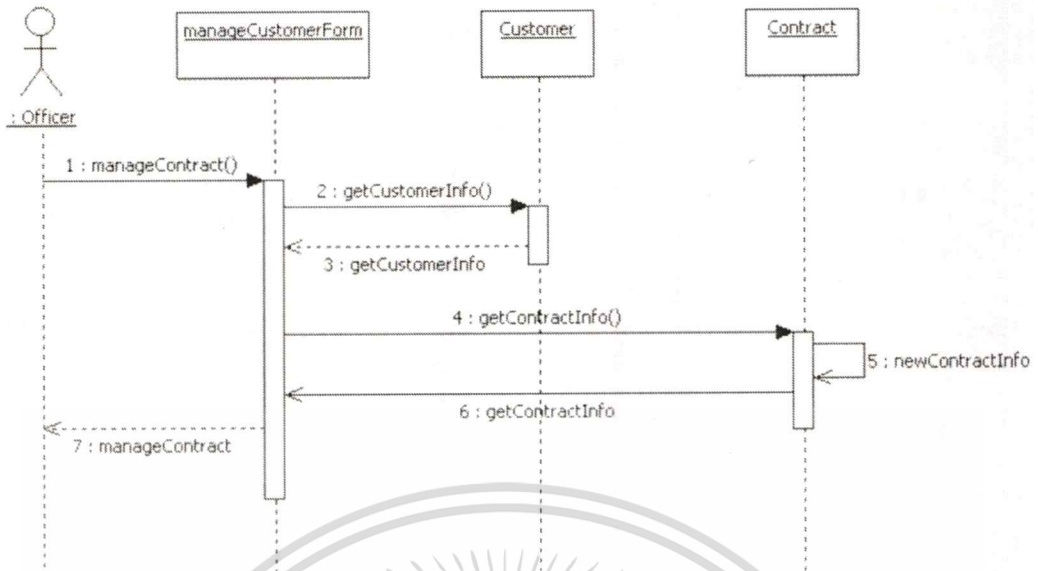 manageCustomerForm
Customer
Contract
: Officer
1 : manageContract()
2 : getCustomerInfo()
3 : getCustomerInfo
4 : getContractInfo()
5 : newContractInfo
6 : getContractInfo
7 : manageContract